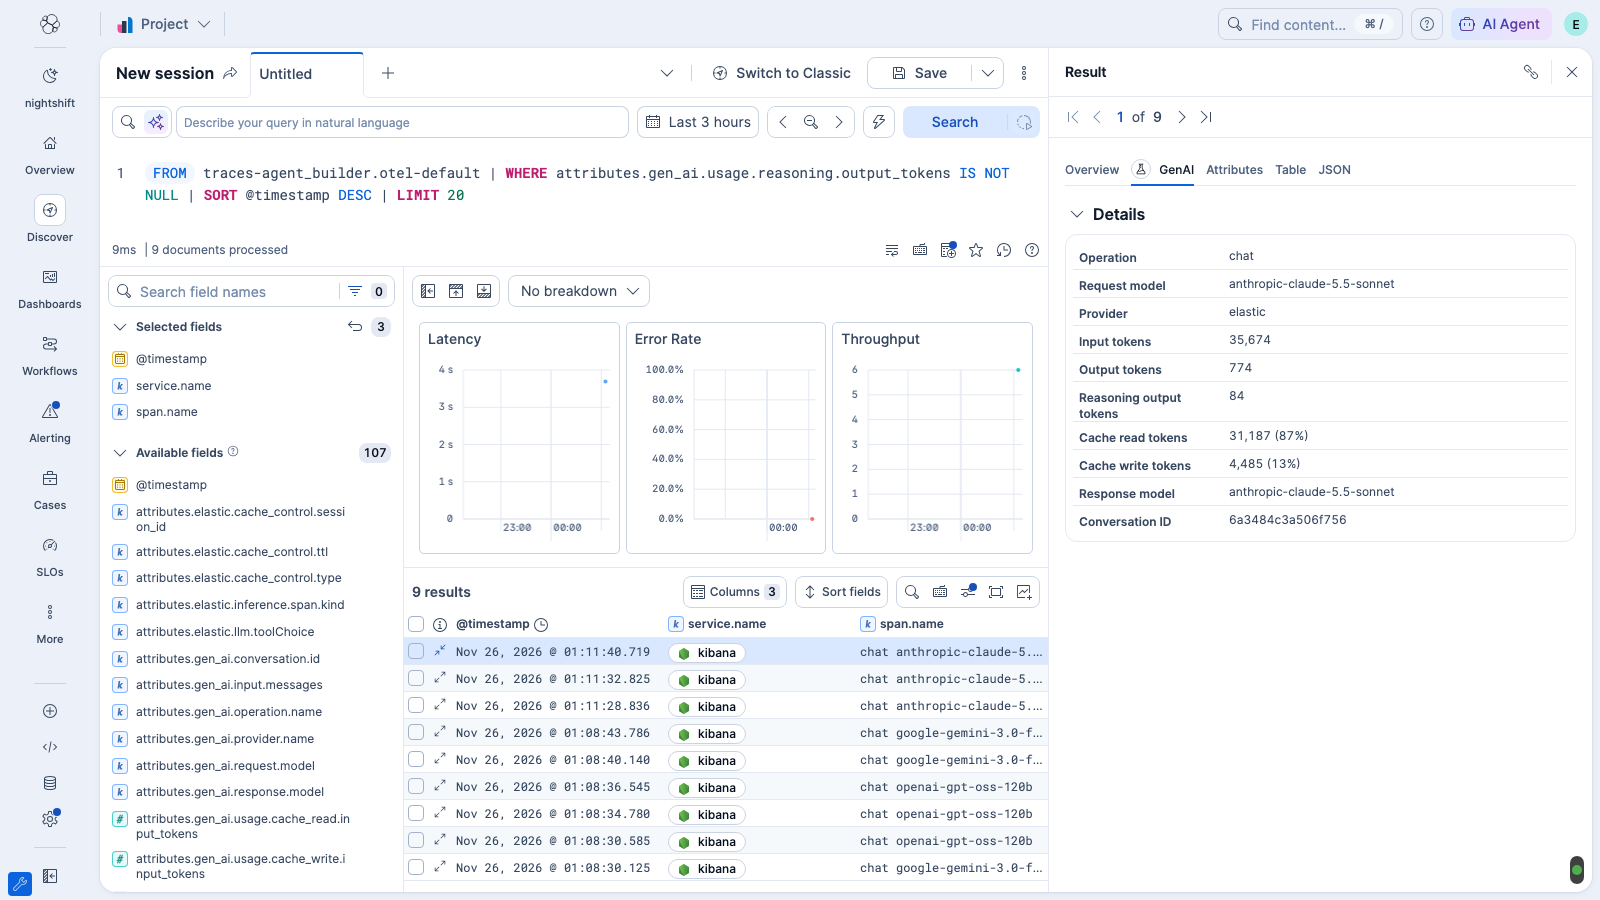 Project
Find content...
⌘ /
AI Agent
E
nightshift
Overview
Discover
Dashboards
Workflows
Alerting
Cases
SLOs
More
New session
Untitled
Switch to Classic
Save
Describe your query in natural language
Last 3 hours
Search
1
FROM traces-agent_builder.otel-default | WHERE attributes.gen_ai.usage.reasoning.output_tokens IS NOT
NULL | SORT @timestamp DESC | LIMIT 20
9ms | 9 documents processed
Search field names
0
Selected fields
3
@timestamp
k service.name
k span.name
Available fields
107
@timestamp
k attributes.elastic.cache_control.sessi
on_id
k attributes.elastic.cache_control.ttl
k attributes.elastic.cache_control.type
k attributes.elastic.inference.span.kind
k attributes.elastic.llm.toolChoice
k attributes.gen_ai.conversation.id
k attributes.gen_ai.input.messages
k attributes.gen_ai.operation.name
k attributes.gen_ai.provider.name
k attributes.gen_ai.request.model
k attributes.gen_ai.response.model
# attributes.gen_ai.usage.cache_read.in
put_tokens
# attributes.gen_ai.usage.cache_write.i
nput_tokens
No breakdown
Latency
4 s
3 s
2 s
1 s
0
23:00
00:00
Error Rate
100.0%
80.0%
60.0%
40.0%
20.0%
0.0%
00:00
Throughput
6
5
4
3
2
1
0
23:00
00:00
9 results
Columns 3
Sort fields
@timestamp
k service.name
k span.name
Nov 26, 2026 @ 01:11:40.719 kibana chat anthropic-claude-5....
Nov 26, 2026 @ 01:11:32.825 kibana chat anthropic-claude-5....
Nov 26, 2026 @ 01:11:28.836 kibana chat anthropic-claude-5....
Nov 26, 2026 @ 01:08:43.786 kibana chat google-gemini-3.0-f...
Nov 26, 2026 @ 01:08:40.140 kibana chat google-gemini-3.0-f...
Nov 26, 2026 @ 01:08:36.545 kibana chat openai-gpt-oss-120b
Nov 26, 2026 @ 01:08:34.780 kibana chat openai-gpt-oss-120b
Nov 26, 2026 @ 01:08:30.585 kibana chat openai-gpt-oss-120b
Nov 26, 2026 @ 01:08:30.125 kibana chat google-gemini-3.0-f...
Result
1 of 9
Overview
GenAI
Attributes
Table
JSON
Details
Operation chat
Request model anthropic-claude-5.5-sonnet
Provider elastic
Input tokens 35,674
Output tokens 774
Reasoning output 84
tokens
Cache read tokens 31,187 (87%)
Cache write tokens 4,485 (13%)
Response model anthropic-claude-5.5-sonnet
Conversation ID 6a3484c3a506f756